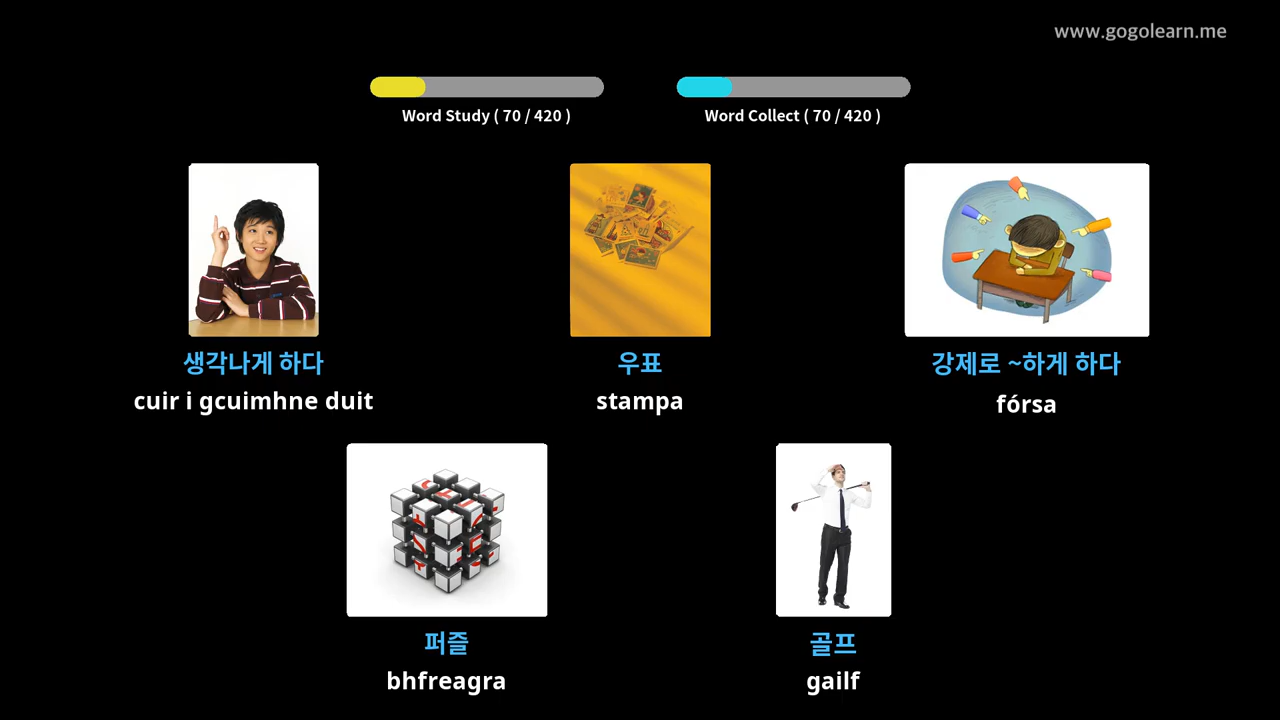 www.gogolearn.me
Word Study ( 70 / 420 )
Word Collect ( 70 / 420 )
생각나게 하다
cuir i gcuimhne duit
우표
stampa
강제로 ~하게 하다
fórsa
퍼즐
bhfreagra
골프
gailf